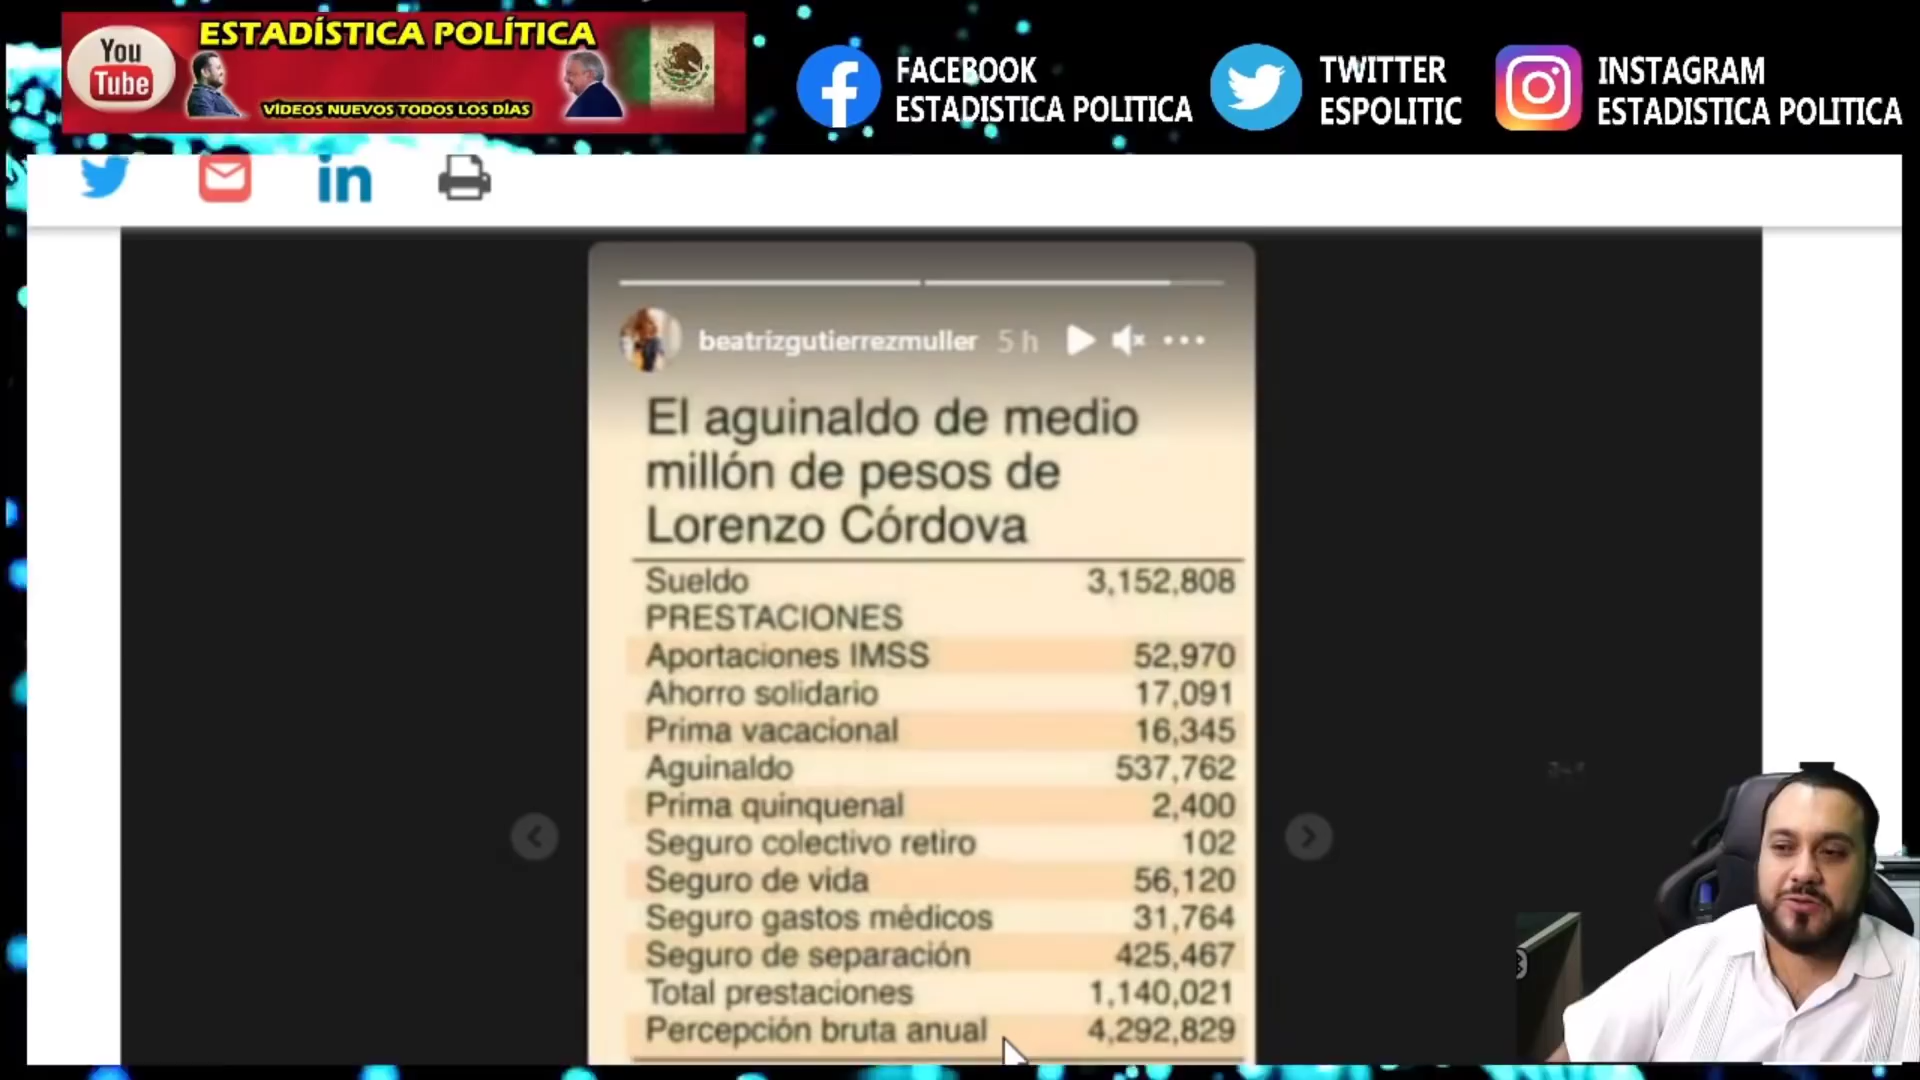 You
Tube
ESTADÍSTICA POLÍTICA
VÍDEOS NUEVOS TODOS LOS DÍAS
FACEBOOK
ESTADISTICA POLITICA
TWITTER
ESPOLITIC
INSTAGRAM
ESTADISTICA POLITICA
in
beatrizgutierrezmuller 5 h
El aguinaldo de medio
millón de pesos de
Lorenzo Córdova
Sueldo 3,152,808
PRESTACIONES
Aportaciones IMSS 52,970
Ahorro solidario 17,091
Prima vacacional 16,345
Aguinaldo 537,762
Prima quinquenal 2,400
Seguro colectivo retiro 102
Seguro de vida 56,120
Seguro gastos médicos 31,764
Seguro de separación 425,467
Total prestaciones 1,140,021
Percepción bruta anual 4,292,829